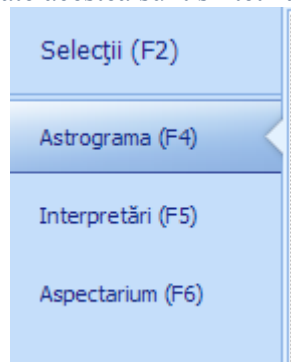 Selecţii (F2)
Astrograma (F4)
Interpretări (F5)
Aspectarium (F6)